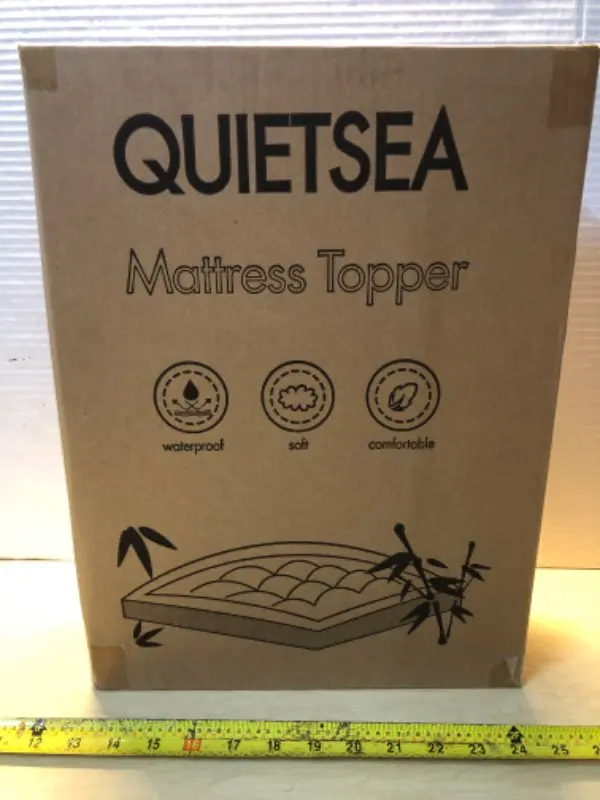 QUIETSEA
Mattress Topper
waterproof soft comfortable
12 13 14 15 16 17 18 19 20 21 22 23 24 25